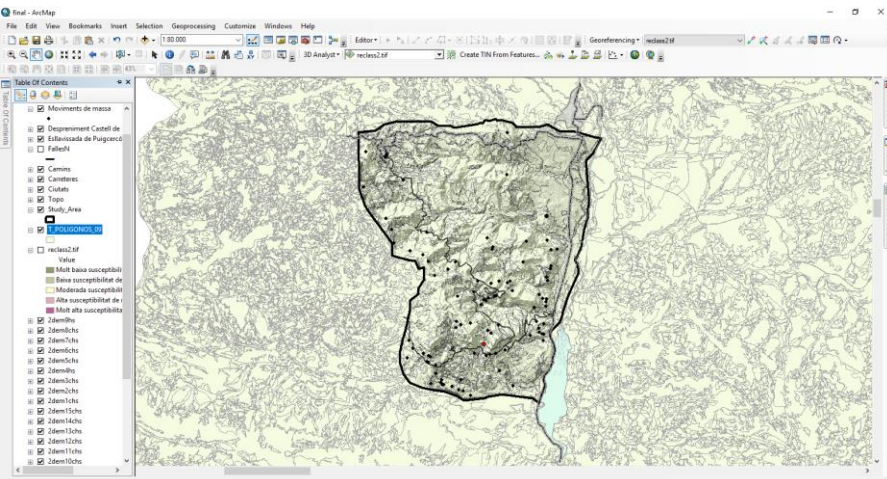 final - ArcMap
File Edit View Bookmarks Insert Selection Geoprocessing Customize Windows Help
1:80.000
Editor
Georeferencing
reclass2.tif
3D Analyst
reclass2.tif
Create TIN From Features...
Table Of Contents
Table Of Contents
Moviments de massa
Despreniment Castell de
Esllavissada de Puigcercó
FallesN
Camins
Carreteres
Ciutats
Topo
Study_Area
T_POLIGONOS_09
reclass2.tif
Value
Molt baixa susceptibili
Baixa susceptibilitat de
Moderada susceptibilit
Alta susceptibilitat de
Molt alta susceptibilita
2dem9hs
2dem8chs
2dem7chs
2dem6chs
2dem5chs
2dem4hs
2dem3chs
2dem2chs
2dem1chs
2dem15chs
2dem14chs
2dem13chs
2dem12chs
2dem11chs
2dem10chs